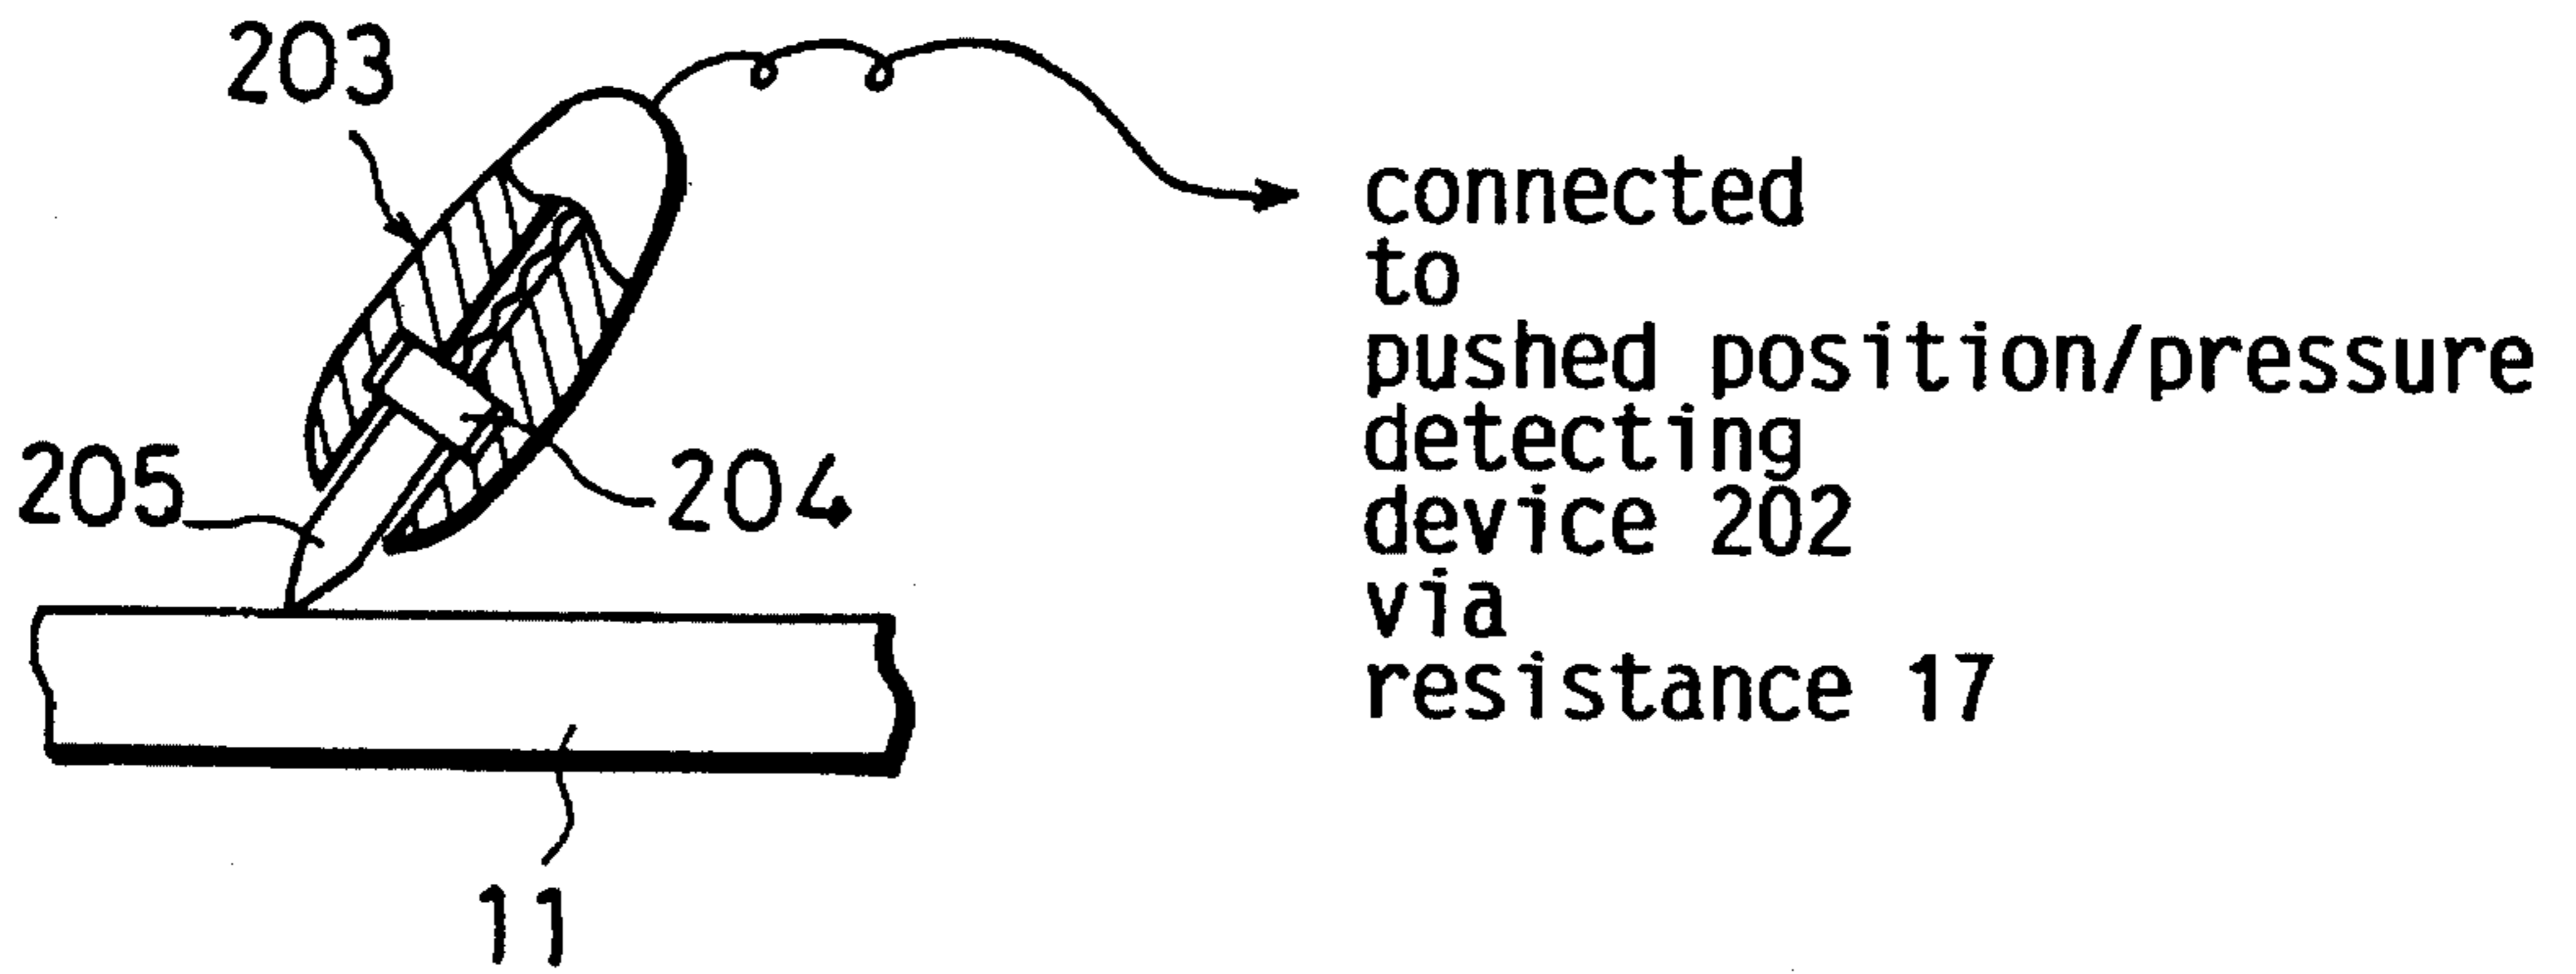 203
connected
to
pushed position/pressure
detecting
device 202
via
resistance 17
205
204
11